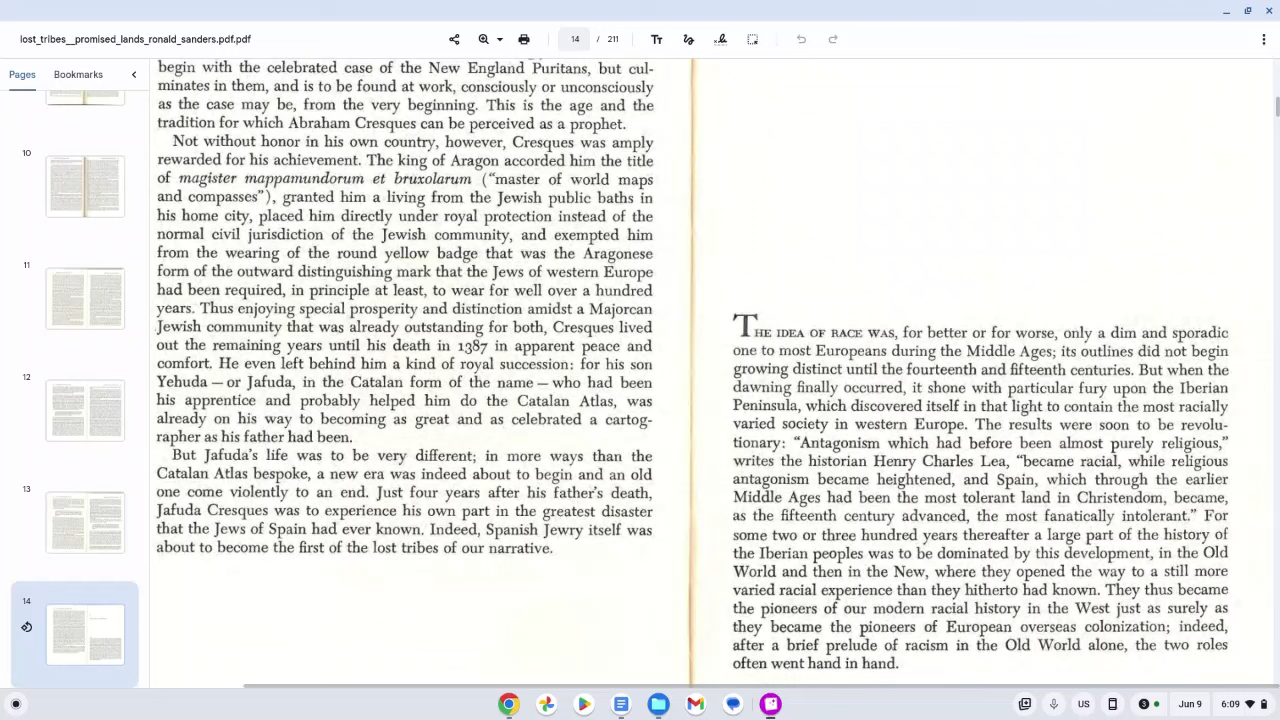 lost_tribes__promised_lands_ronald_sanders.pdf.pdf
14 / 211
Pages
Bookmarks
10
11
12
13
14
begin with the celebrated case of the New England Puritans, but cul-
minates in them, and is to be found at work, consciously or unconsciously
as the case may be, from the very beginning. This is the age and the
tradition for which Abraham Cresques can be perceived as a prophet.
Not without honor in his own country, however, Cresques was amply
rewarded for his achievement. The king of Aragon accorded him the title
of magister mappamundorum et bruxolarum (“master of world maps
and compasses”), granted him a living from the Jewish public baths in
his home city, placed him directly under royal protection instead of the
normal civil jurisdiction of the Jewish community, and exempted him
from the wearing of the round yellow badge that was the Aragonese
form of the outward distinguishing mark that the Jews of western Europe
had been required, in principle at least, to wear for well over a hundred
years. Thus enjoying special prosperity and distinction amidst a Majorcan
Jewish community that was already outstanding for both, Cresques lived
out the remaining years until his death in 1387 in apparent peace and
comfort. He even left behind him a kind of royal succession: for his son
Yehuda — or Jafuda, in the Catalan form of the name — who had been
his apprentice and probably helped him do the Catalan Atlas, was
already on his way to becoming as great and as celebrated a cartog-
rapher as his father had been.
But Jafuda’s life was to be very different; in more ways than the
Catalan Atlas bespoke, a new era was indeed about to begin and an old
one come violently to an end. Just four years after his father’s death,
Jafuda Cresques was to experience his own part in the greatest disaster
that the Jews of Spain had ever known. Indeed, Spanish Jewry itself was
about to become the first of the lost tribes of our narrative.
THE IDEA OF RACE WAS, for better or for worse, only a dim and sporadic
one to most Europeans during the Middle Ages; its outlines did not begin
growing distinct until the fourteenth and fifteenth centuries. But when the
dawning finally occurred, it shone with particular fury upon the Iberian
Peninsula, which discovered itself in that light to contain the most racially
varied society in western Europe. The results were soon to be revolu-
tionary: “Antagonism which had before been almost purely religious,”
writes the historian Henry Charles Lea, “became racial, while religious
antagonism became heightened, and Spain, which through the earlier
Middle Ages had been the most tolerant land in Christendom, became,
as the fifteenth century advanced, the most fanatically intolerant.” For
some two or three hundred years thereafter a large part of the history of
the Iberian peoples was to be dominated by this development, in the Old
World and then in the New, where they opened the way to a still more
varied racial experience than they hitherto had known. They thus became
the pioneers of our modern racial history in the West just as surely as
they became the pioneers of European overseas colonization; indeed,
after a brief prelude of racism in the Old World alone, the two roles
often went hand in hand.
US
3
Jun 9
6:09